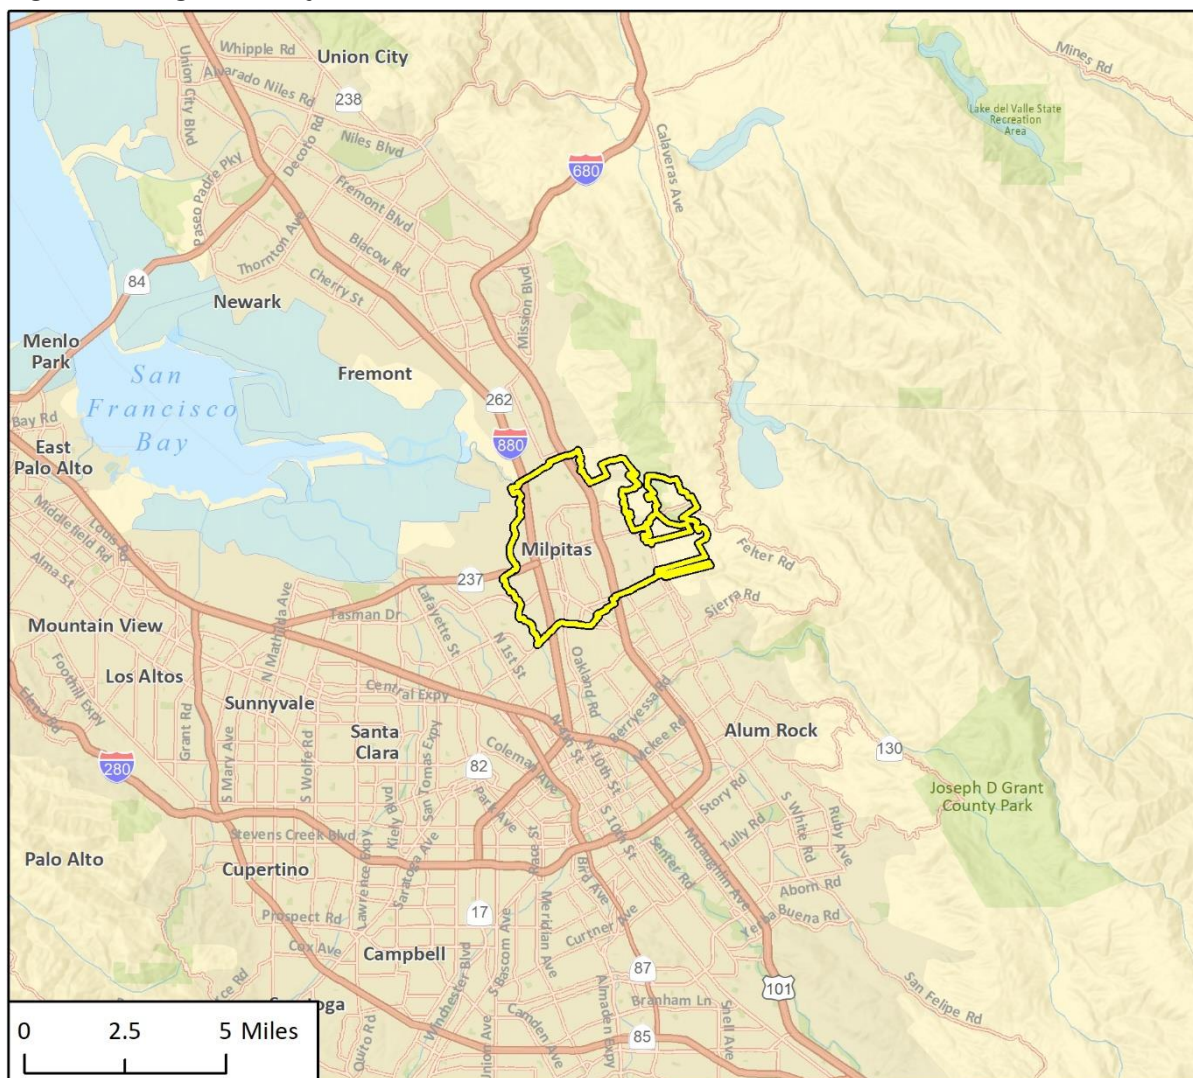 Whipple Rd
Union City
Mines Rd
Union City Blvd
Alvarado Niles Rd
238
Decoto Rd
Niles Blvd
Lake del Valle State
Recreation
Area
680
Calaveras Ave
Paseo Padre Pky
Fremont Blvd
Thornton Ave
Blacow Rd
84
Cherry St
Newark
Mission Blvd
Menlo
Park
San
Francisco
Bay
Fremont
262
Bay Rd
880
East
Palo Alto
Middlefield Rd
Louis Rd
Alma St
Milpitas
237
Felter Rd
Sierra Rd
Tasman Dr
Lafayette St
N Mathilda Ave
Mountain View
N 1st St
Oakland Rd
Foothill Expy
Los Altos
Elena Rd
Grant Rd
Sunnyvale
Central Expy
Berryessa Rd
Santa
Clara
Mckee Rd
Alum Rock
130
280
S Mary Ave
S Wolfe Rd
San Tomas Expy
82
Coleman Ave
N 10th St
Park Ave
Story Rd
Joseph D Grant
County Park
Kiely Blvd
S 10th St
Tully Rd
S White Rd
Ruby Ave
Stevens Creek Blvd
Race St
Senter Rd
Mclaughlin Ave
Palo Alto
Cupertino
Lawrence Expy
Saratoga Ave
Bird Ave
Aborn Rd
Yerba Buena Rd
Prospect Rd
17
Meridian Ave
Curtner Ave
Cox Ave
Campbell
S Bascom Ave
Winchester Blvd
87
101
San Felipe Rd
Almaden Expy
Branham Ln
Camden Ave
Snell Ave
Quito Rd
Union Ave
85
0 2.5 5 Miles